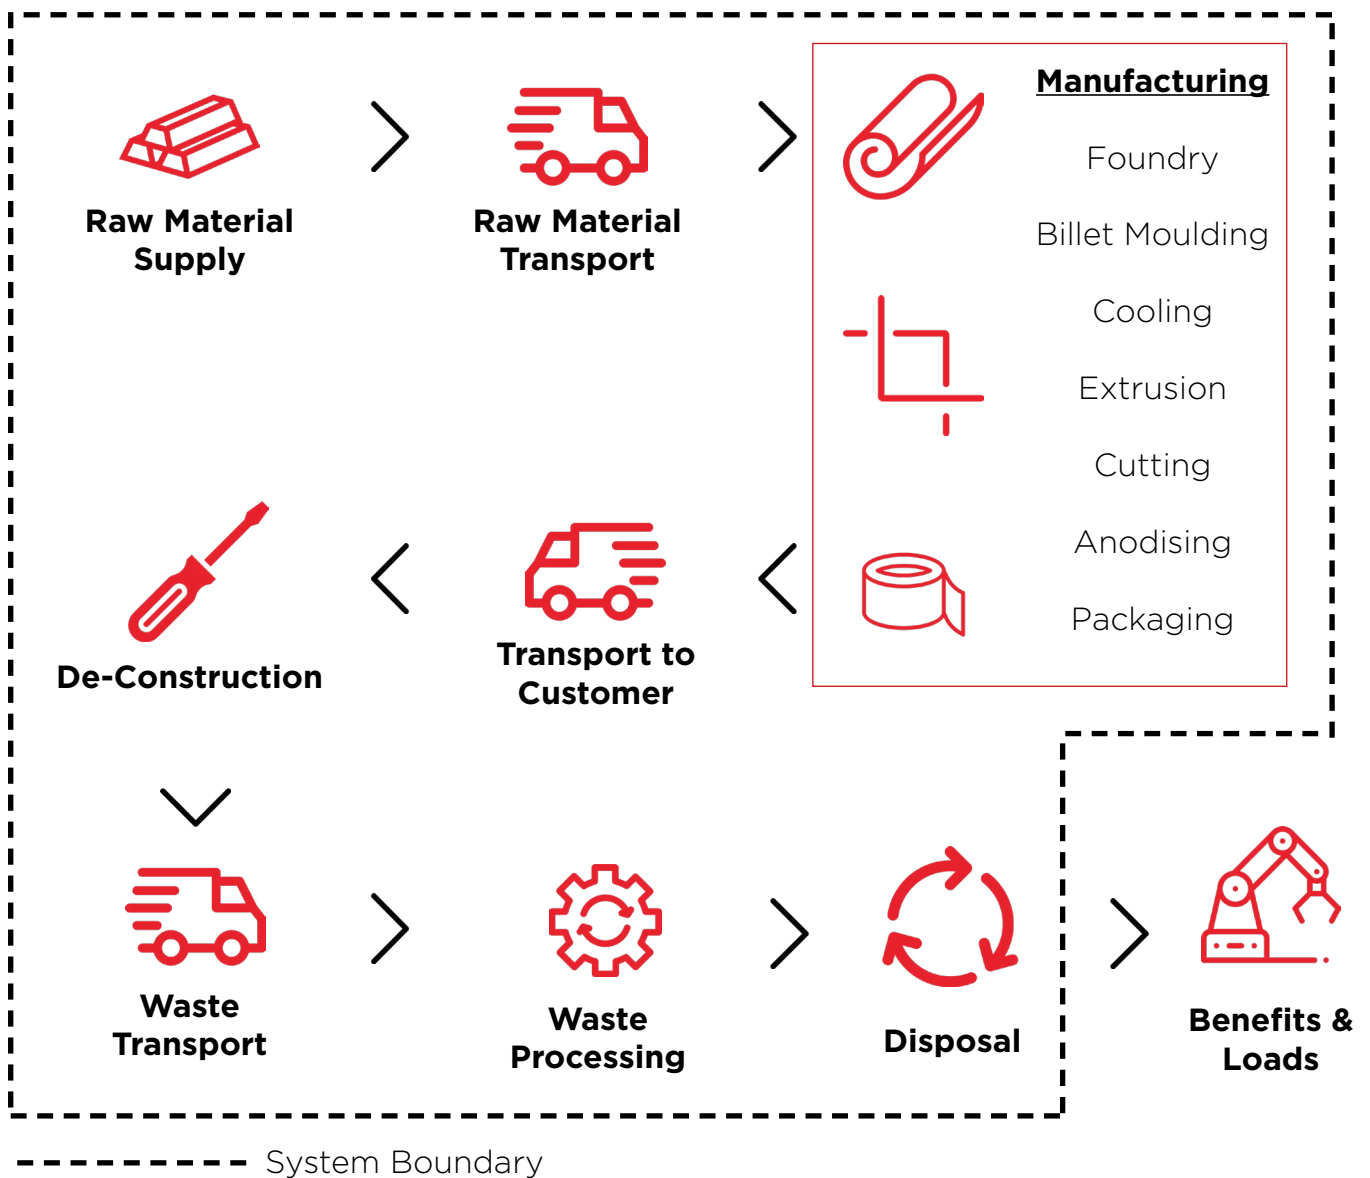 Raw Material
Supply
Raw Material
Transport
Manufacturing
Foundry
Billet Moulding
Cooling
Extrusion
Cutting
Anodising
Packaging
Transport to
Customer
De-Construction
Waste
Transport
Waste
Processing
Disposal
Benefits &
Loads
System Boundary